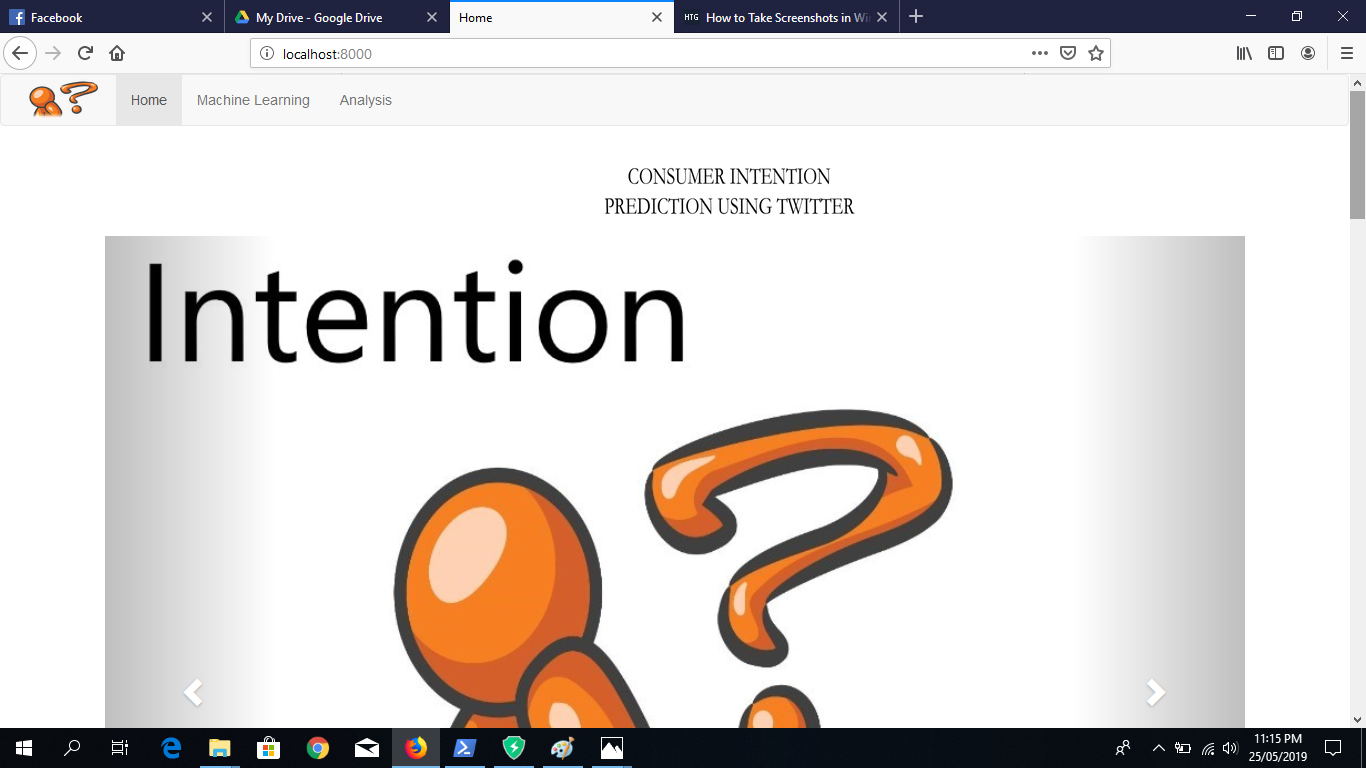 Facebook
My Drive - Google Drive
Home
HTG How to Take Screenshots in Win
localhost:8000
Home
Machine Learning
Analysis
CONSUMER INTENTION
PREDICTION USING TWITTER
Intention
?
11:15 PM
25/05/2019